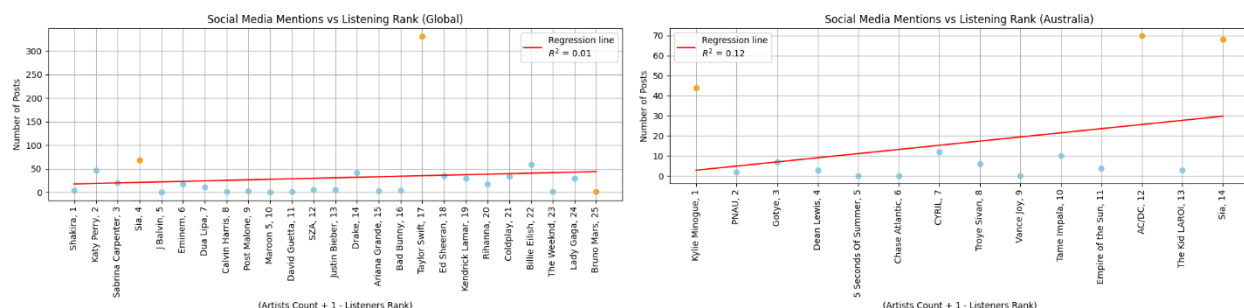 Social Media Mentions vs Listening Rank (Global)
Number of Posts
300
250
200
150
100
50
0
Regression line
R² = 0.01
Shakira, 1
Katy Perry, 2
Sabrina Carpenter, 3
Sia, 4
J Balvin, 5
Eminem, 6
Dua Lipa, 7
Calvin Harris, 8
Post Malone, 9
Maroon 5, 10
David Guetta, 11
SZA, 12
Justin Bieber, 13
Drake, 14
Ariana Grande, 15
Bad Bunny, 16
Taylor Swift, 17
Ed Sheeran, 18
Kendrick Lamar, 19
Rihanna, 20
Coldplay, 21
Billie Eilish, 22
The Weeknd, 23
Lady Gaga, 24
Bruno Mars, 25
(Artists Count + 1 - Listeners Rank)
Social Media Mentions vs Listening Rank (Australia)
Number of Posts
70
60
50
40
30
20
10
0
Regression line
R² = 0.12
Kylie Minogue, 1
PNAU, 2
Gotye, 3
Dean Lewis, 4
5 Seconds Of Summer, 5
Chase Atlantic, 6
CYRIL, 7
Troye Sivan, 8
Vance Joy, 9
Tame Impala, 10
Empire of the Sun, 11
AC/DC, 12
The Kid LAROI, 13
Sia, 14
(Artists Count + 1 - Listeners Rank)